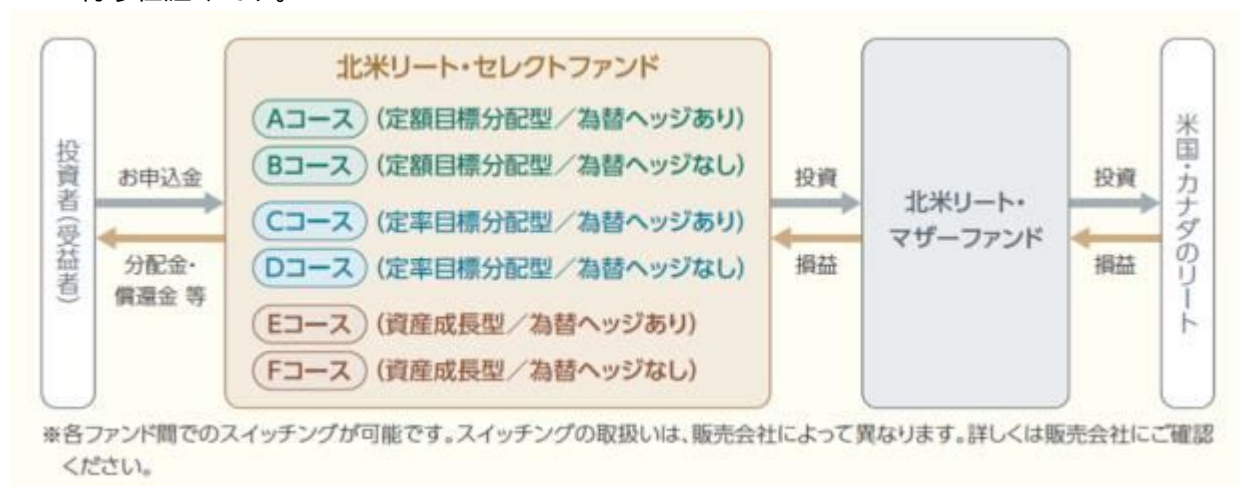 投資者(受益者)
お申込金
分配金・
償還金 等
北米リート・セレクトファンド
Aコース (定額目標分配型/為替ヘッジあり)
Bコース (定額目標分配型/為替ヘッジなし)
Cコース (定率目標分配型/為替ヘッジあり)
Dコース (定率目標分配型/為替ヘッジなし)
Eコース (資産成長型/為替ヘッジあり)
Fコース (資産成長型/為替ヘッジなし)
投資
損益
北米リート・
マザーファンド
投資
損益
米国・カナダのリート
※各ファンド間でのスイッチングが可能です。スイッチングの取扱いは、販売会社によって異なります。詳しくは販売会社にご確認
ください。